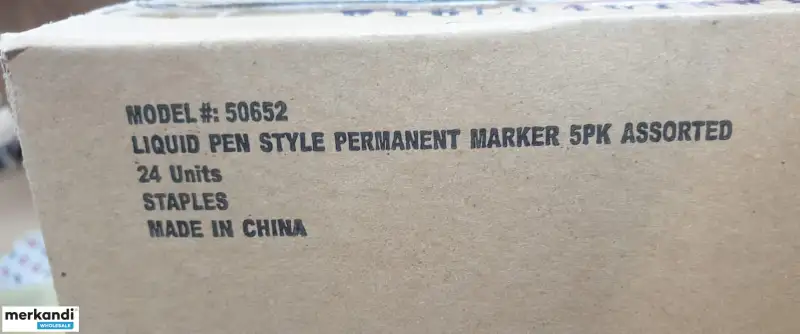 MODEL #: 50652
LIQUID PEN STYLE PERMANENT MARKER 5PK ASSORTED
24 Units
STAPLES
MADE IN CHINA
merkandi
WHOLESALE